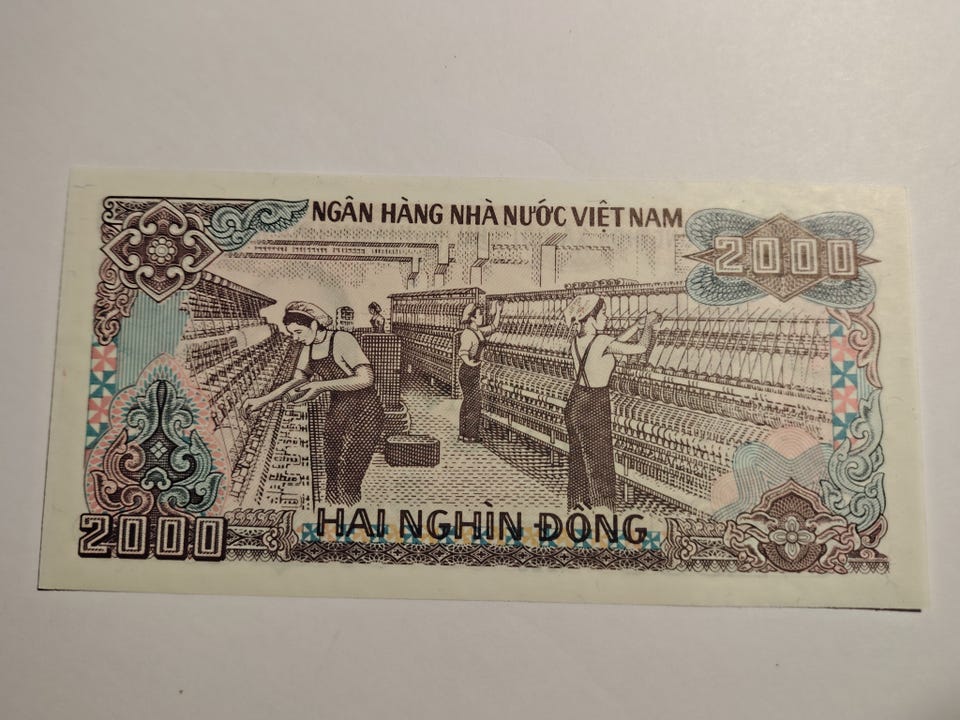 NGÂN HÀNG NHÀ NƯỚC VIỆT NAM
2000
2000
HAI NGHÌN ĐỒNG